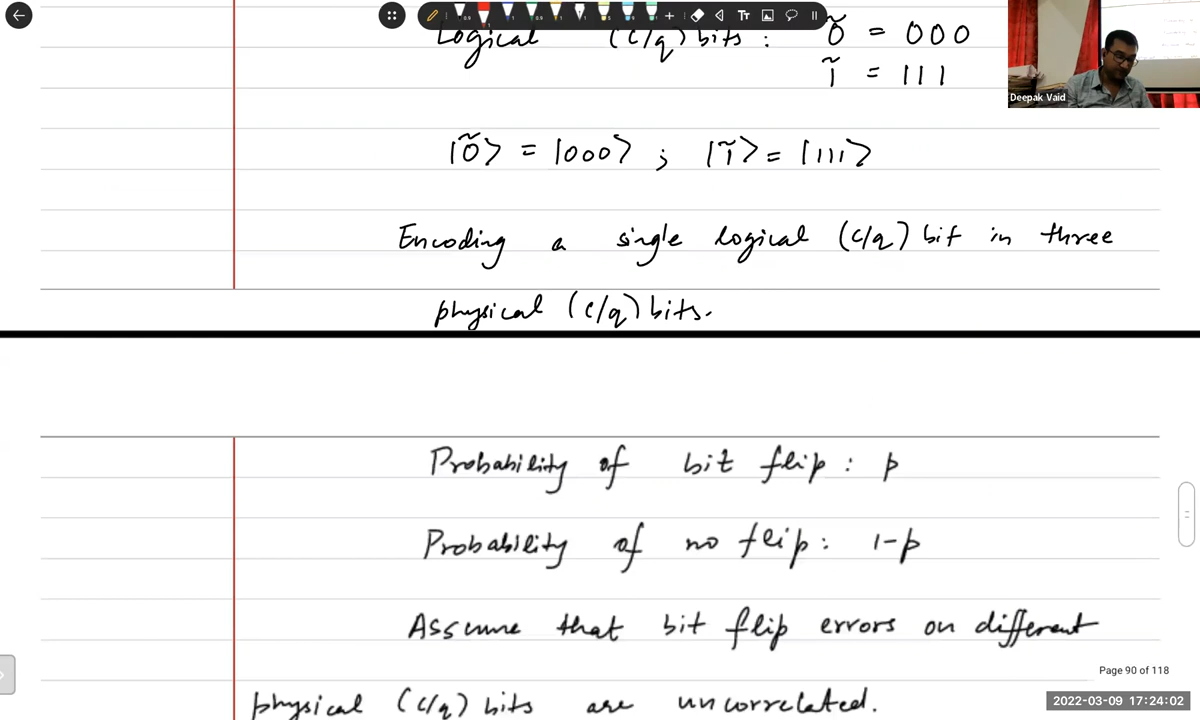 Logical (c/q) bits : 0̃ = 000
1̃ = 111
Deepak Vaid
|0̃⟩ = |000⟩ ; |1̃⟩ = |111⟩
Encoding a single logical (c/q) bit in three
physical (c/q) bits.
Probability of bit flip : p
Probability of no flip : 1-p
Assume that bit flip errors on different
physical (c/q) bits are uncorrelated.
Page 90 of 118
2022-03-09 17:24:02